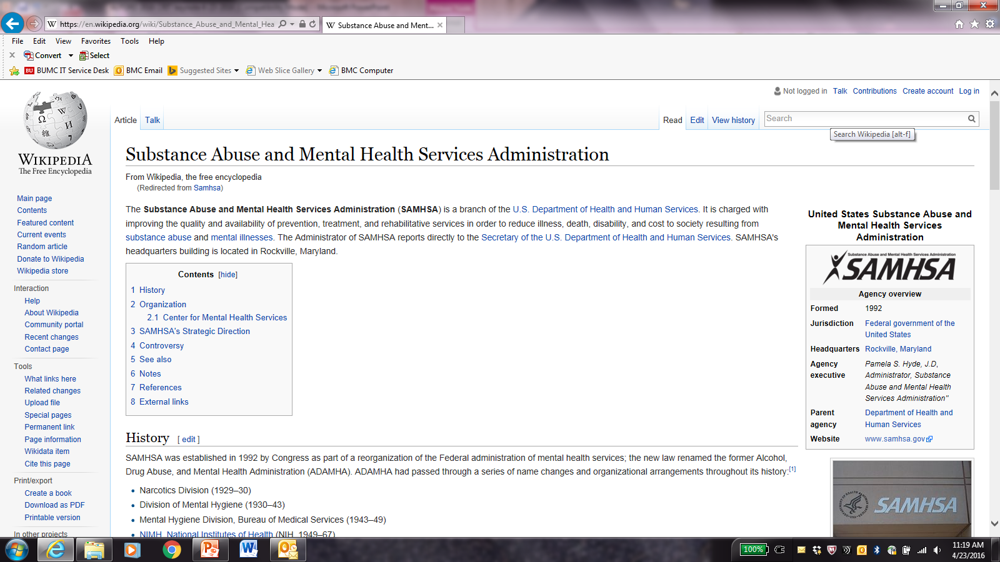 https://en.wikipedia.org/wiki/Substance_Abuse_and_Mental_Hea
Substance Abuse and Ment...
File Edit View Favorites Tools Help
Convert Select
BUMC IT Service Desk BMC Email Suggested Sites Web Slice Gallery BMC Computer
Not logged in Talk Contributions Create account Log in
Article Talk Read Edit View history Search
Search Wikipedia [alt-f]
WIKIPEDIA
The Free Encyclopedia
Main page
Contents
Featured content
Current events
Random article
Donate to Wikipedia
Wikipedia store
Interaction
Help
About Wikipedia
Community portal
Recent changes
Contact page
Tools
What links here
Related changes
Upload file
Special pages
Permanent link
Page information
Wikidata item
Cite this page
Print/export
Create a book
Download as PDF
Printable version
In other projects
Substance Abuse and Mental Health Services Administration
From Wikipedia, the free encyclopedia
(Redirected from Samhsa)
The Substance Abuse and Mental Health Services Administration (SAMHSA) is a branch of the U.S. Department of Health and Human Services. It is charged with
improving the quality and availability of prevention, treatment, and rehabilitative services in order to reduce illness, death, disability, and cost to society resulting from
substance abuse and mental illnesses. The Administrator of SAMHSA reports directly to the Secretary of the U.S. Department of Health and Human Services. SAMHSA's
headquarters building is located in Rockville, Maryland.
Contents [hide]
1 History
2 Organization
2.1 Center for Mental Health Services
3 SAMHSA's Strategic Direction
4 Controversy
5 See also
6 Notes
7 References
8 External links
History [ edit ]
SAMHSA was established in 1992 by Congress as part of a reorganization of the Federal administration of mental health services; the new law renamed the former Alcohol,
Drug Abuse, and Mental Health Administration (ADAMHA). ADAMHA had passed through a series of name changes and organizational arrangements throughout its history:[1]
• Narcotics Division (1929–30)
• Division of Mental Hygiene (1930–43)
• Mental Hygiene Division, Bureau of Medical Services (1943–49)
• NIMH, National Institutes of Health (NIH, 1949–67)
United States Substance Abuse and
Mental Health Services
Administration
Substance Abuse and Mental Health Services Administration
SAMHSA
Agency overview
Formed 1992
Jurisdiction Federal government of the
United States
Headquarters Rockville, Maryland
Agency Pamela S. Hyde, J.D,
executive Administrator, Substance
Abuse and Mental Health
Services Administration"
Parent Department of Health and
agency Human Services
Website www.samhsa.gov
SAMHSA
100%
11:19 AM
4/23/2016